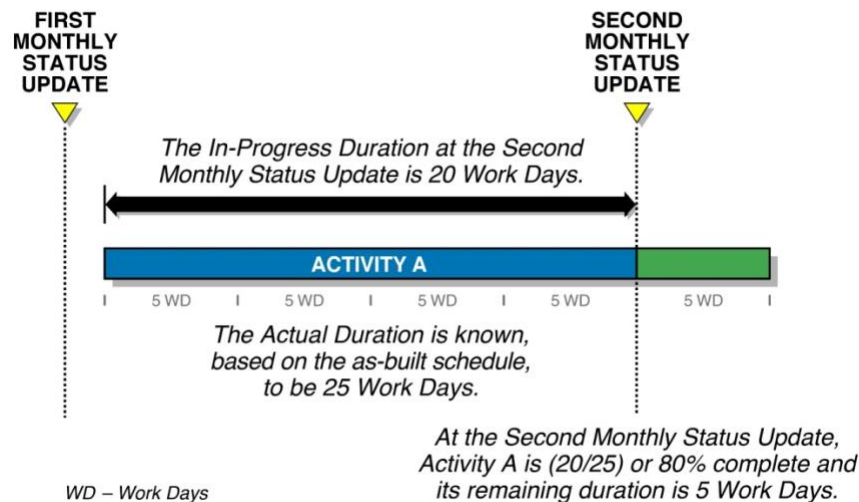 FIRST
MONTHLY
STATUS
UPDATE
SECOND
MONTHLY
STATUS
UPDATE
The In-Progress Duration at the Second
Monthly Status Update is 20 Work Days.
ACTIVITY A
5 WD 5 WD 5 WD 5 WD 5 WD
The Actual Duration is known,
based on the as-built schedule,
to be 25 Work Days.
At the Second Monthly Status Update,
Activity A is (20/25) or 80% complete and
its remaining duration is 5 Work Days.
WD – Work Days